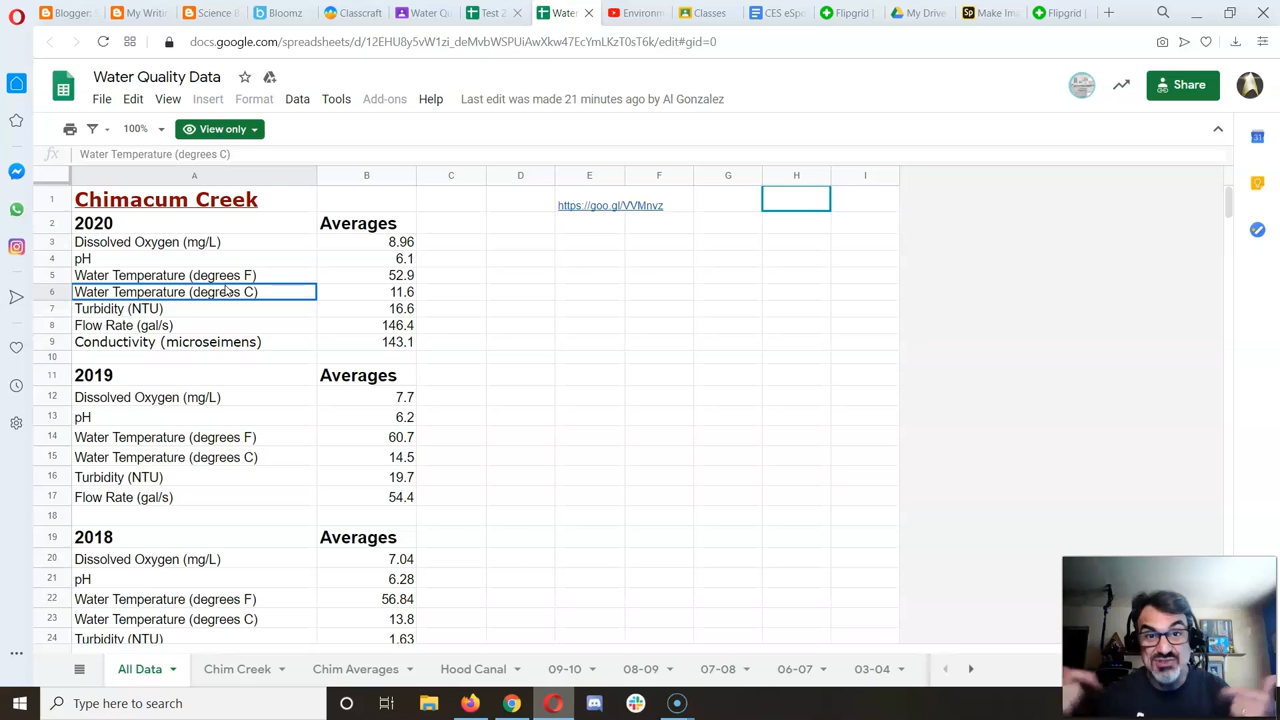 Blogger:
My Writin
Science I
Bloomz
Classcraft
Water Qu
Test 2
Water
Environm
Classes
CES eSpo
Flipgrid |
My Drive
Make Ima
Flipgrid |
docs.google.com/spreadsheets/d/12EHU8y5vW1zi_deMvbWSPUiAwXkw47EcYmLKzT0sT6k/edit#gid=0
Water Quality Data
File Edit View Insert Format Data Tools Add-ons Help Last edit was made 21 minutes ago by Al Gonzalez
Share
100% View only
fx Water Temperature (degrees C)
A B C D E F G H I
1 Chimacum Creek https://goo.gl/VVMnvz
2 2020 Averages
3 Dissolved Oxygen (mg/L) 8.96
4 pH 6.1
5 Water Temperature (degrees F) 52.9
6 Water Temperature (degrees C) 11.6
7 Turbidity (NTU) 16.6
8 Flow Rate (gal/s) 146.4
9 Conductivity (microseimens) 143.1
10
11 2019 Averages
12 Dissolved Oxygen (mg/L) 7.7
13 pH 6.2
14 Water Temperature (degrees F) 60.7
15 Water Temperature (degrees C) 14.5
16 Turbidity (NTU) 19.7
17 Flow Rate (gal/s) 54.4
18
19 2018 Averages
20 Dissolved Oxygen (mg/L) 7.04
21 pH 6.28
22 Water Temperature (degrees F) 56.84
23 Water Temperature (degrees C) 13.8
24 Turbidity (NTU) 1.63
All Data Chim Creek Chim Averages Hood Canal 09-10 08-09 07-08 06-07 03-04
Type here to search